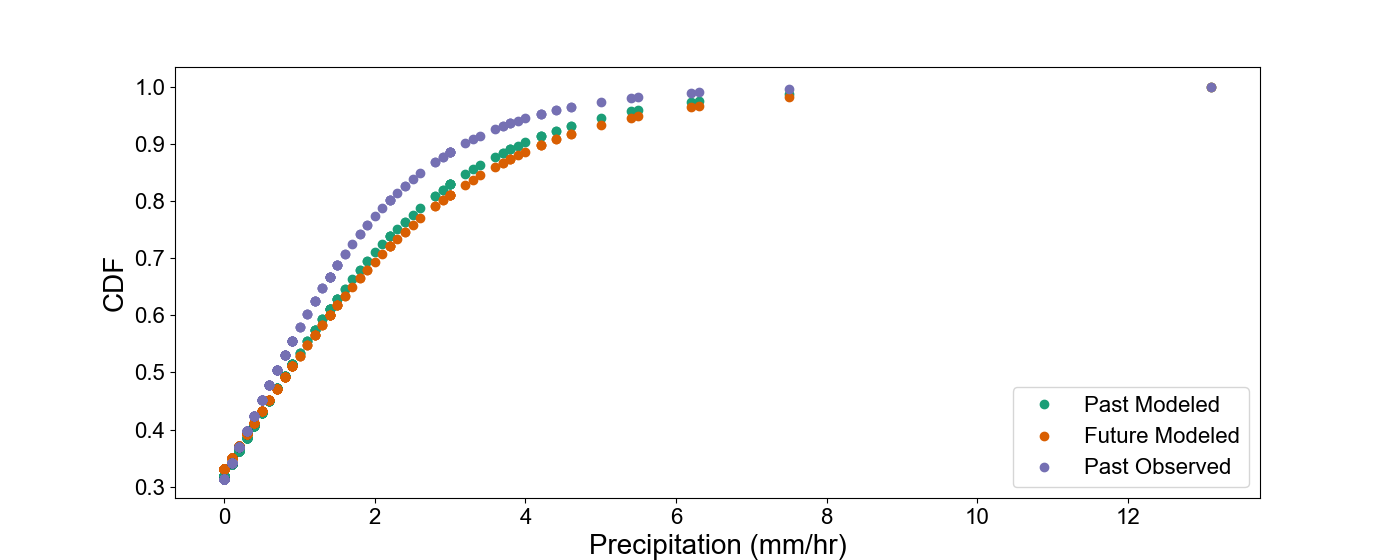 1.0
0.9
0.8
0.7
0.6
0.5
0.4
0.3
CDF
0 2 4 6 8 10 12
Precipitation (mm/hr)
Past Modeled
Future Modeled
Past Observed